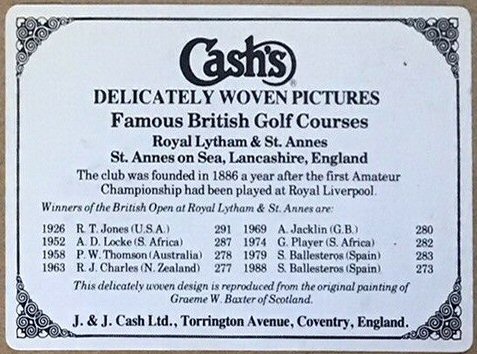 Cash's®
DELICATELY WOVEN PICTURES
Famous British Golf Courses
Royal Lytham & St. Annes
St. Annes on Sea, Lancashire, England
The club was founded in 1886 a year after the first Amateur
Championship had been played at Royal Liverpool.
Winners of the British Open at Royal Lytham & St. Annes are:
1926 R. T. Jones (U.S.A.) 291 1969 A. Jacklin (G.B.) 280
1952 A. D. Locke (S. Africa) 287 1974 G. Player (S. Africa) 282
1958 P. W. Thomson (Australia) 278 1979 S. Ballesteros (Spain) 283
1963 R. J. Charles (N. Zealand) 277 1988 S. Ballesteros (Spain) 273
This delicately woven design is reproduced from the original painting of
Graeme W. Baxter of Scotland.
J. & J. Cash Ltd., Torrington Avenue, Coventry, England.